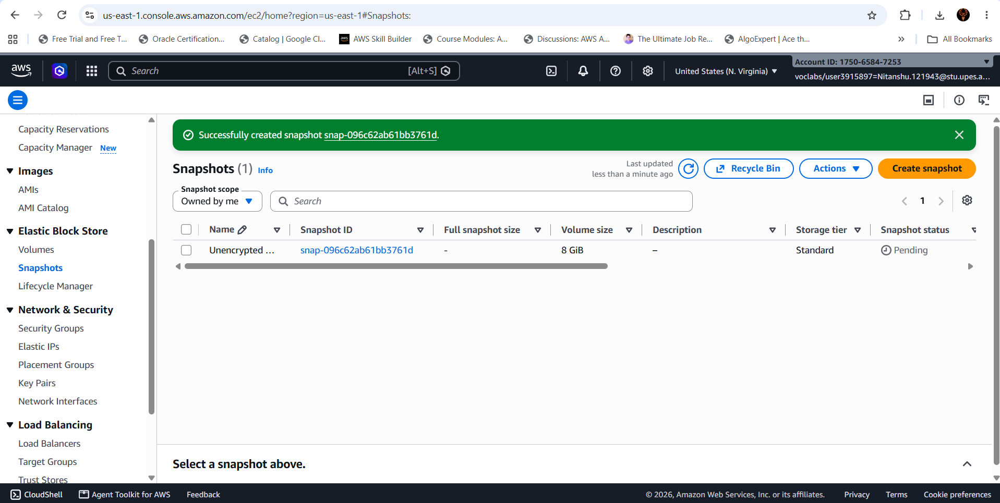 us-east-1.console.aws.amazon.com/ec2/home?region=us-east-1#Snapshots:
Free Trial and Free T... Oracle Certification... Catalog | Google Cl... aws AWS Skill Builder Course Modules: A... Discussions: AWS A... The Ultimate Job Re... AlgoExpert | Ace th... » All Bookmarks
aws Search [Alt+S] United States (N. Virginia) Account ID: 1750-6584-7253
voclabs/user3915897=Nitanshu.121943@stu.upes.a...
Capacity Reservations
Capacity Manager New
Images
AMIs
AMI Catalog
Elastic Block Store
Volumes
Snapshots
Lifecycle Manager
Network & Security
Security Groups
Elastic IPs
Placement Groups
Key Pairs
Network Interfaces
Load Balancing
Load Balancers
Target Groups
Trust Stores
Successfully created snapshot snap-096c62ab61bb3761d.
Snapshots (1) Info
Last updated
less than a minute ago
Recycle Bin Actions Create snapshot
Snapshot scope
Owned by me Search 1
Name Snapshot ID Full snapshot size Volume size Description Storage tier Snapshot status
Unencrypted ... snap-096c62ab61bb3761d - 8 GiB – Standard Pending
Select a snapshot above.
CloudShell Agent Toolkit for AWS Feedback © 2026, Amazon Web Services, Inc. or its affiliates. Privacy Terms Cookie preferences